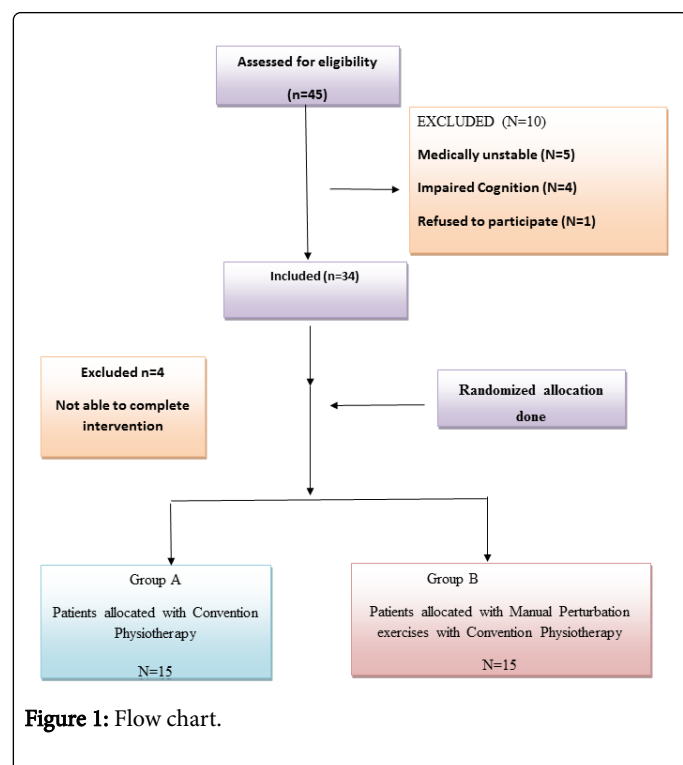 Assessed for eligibility
(n=45)
EXCLUDED (N=10)
Medically unstable (N=5)
Impaired Cognition (N=4)
Refused to participate (N=1)
Included (n=34)
Excluded n=4
Not able to complete
intervention
Randomized allocation
done
Group A
Patients allocated with Convention
Physiotherapy
N=15
Group B
Patients allocated with Manual Perturbation
exercises with Convention Physiotherapy
N=15
Figure 1: Flow chart.